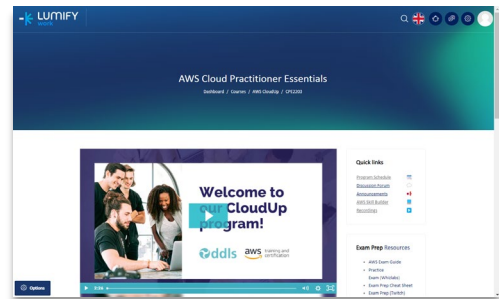 LUMIFY
work
AWS Cloud Practitioner Essentials
Dashboard / Courses / AWS CloudUp / CPE2203
Welcome to
our CloudUp
program!
ddls
aws training and
certification
Quick links
Program Schedule
Discussion Forum
Announcements
AWS Skill Builder
Recordings
Exam Prep Resources
AWS Exam Guide
Practice
Exam (Whizlabs)
Exam Prep Cheat Sheet
Exam Prep (Twitch)
Options